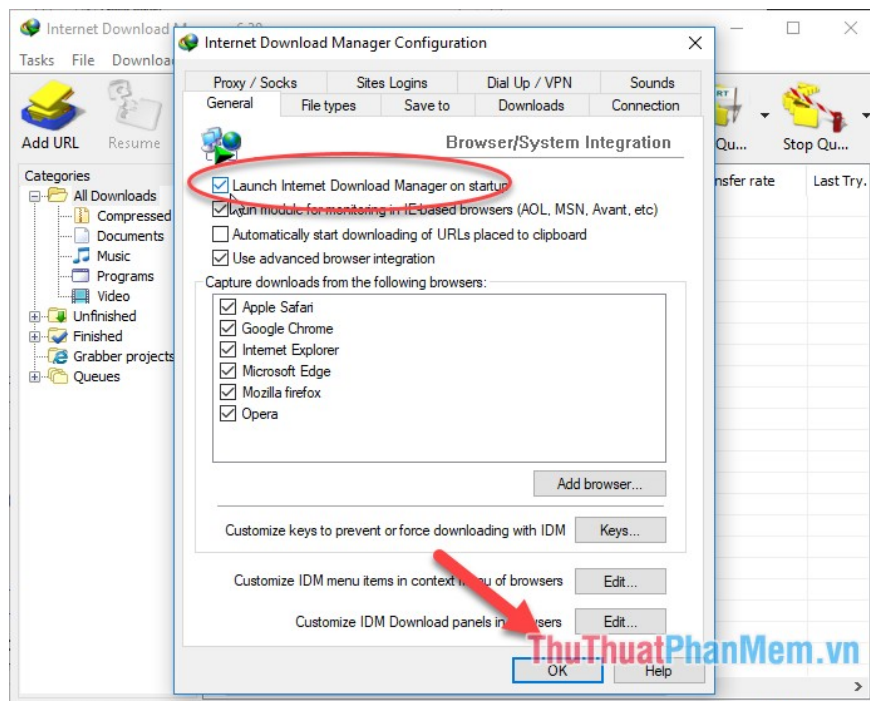 Internet Download
Tasks File Downloa
Add URL
Resume
Qu...
Stop Qu...
Categories
All Downloads
Compressed
Documents
Music
Programs
Video
Unfinished
Finished
Grabber projects
Queues
nsfer rate
Last Try.
Internet Download Manager Configuration
Proxy / Socks
Sites Logins
Dial Up / VPN
Sounds
General
File types
Save to
Downloads
Connection
Browser/System Integration
Launch Internet Download Manager on startup
module for monitoring in IE-based browsers (AOL, MSN, Avant, etc)
Automatically start downloading of URLs placed to clipboard
Use advanced browser integration
Capture downloads from the following browsers:
Apple Safari
Google Chrome
Internet Explorer
Microsoft Edge
Mozilla firefox
Opera
Add browser...
Customize keys to prevent or force downloading with IDM
Keys...
Customize IDM menu items in context menu of browsers
Edit...
Customize IDM Download panels in browsers
Edit...
ThuThuatPhanMem.vn
OK
Help